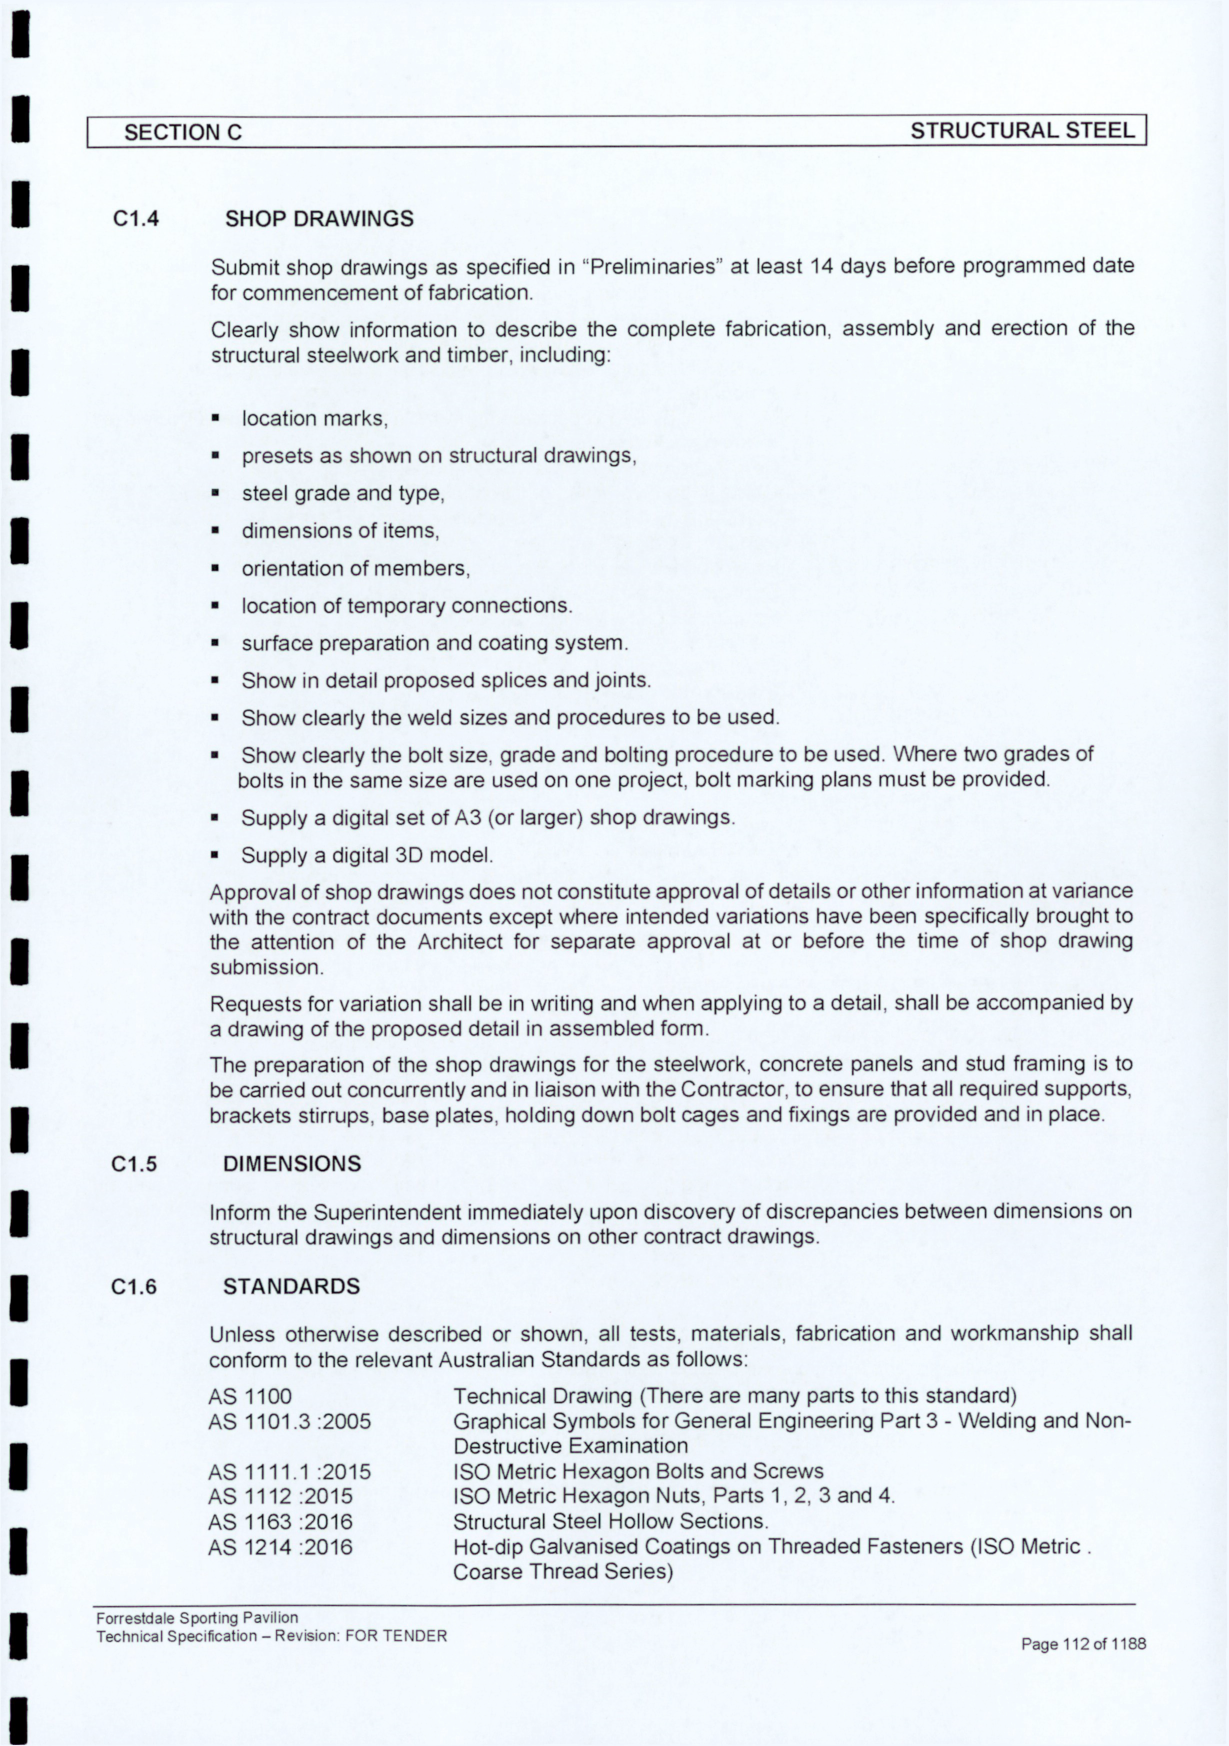 SECTION C STRUCTURAL STEEL
C1.4 SHOP DRAWINGS
Submit shop drawings as specified in “Preliminaries” at least 14 days before programmed date
for commencement of fabrication.
Clearly show information to describe the complete fabrication, assembly and erection of the
structural steelwork and timber, including:
▪ location marks,
▪ presets as shown on structural drawings,
▪ steel grade and type,
▪ dimensions of items,
▪ orientation of members,
▪ location of temporary connections.
▪ surface preparation and coating system.
▪ Show in detail proposed splices and joints.
▪ Show clearly the weld sizes and procedures to be used.
▪ Show clearly the bolt size, grade and bolting procedure to be used. Where two grades of
bolts in the same size are used on one project, bolt marking plans must be provided.
▪ Supply a digital set of A3 (or larger) shop drawings.
▪ Supply a digital 3D model.
Approval of shop drawings does not constitute approval of details or other information at variance
with the contract documents except where intended variations have been specifically brought to
the attention of the Architect for separate approval at or before the time of shop drawing
submission.
Requests for variation shall be in writing and when applying to a detail, shall be accompanied by
a drawing of the proposed detail in assembled form.
The preparation of the shop drawings for the steelwork, concrete panels and stud framing is to
be carried out concurrently and in liaison with the Contractor, to ensure that all required supports,
brackets stirrups, base plates, holding down bolt cages and fixings are provided and in place.
C1.5 DIMENSIONS
Inform the Superintendent immediately upon discovery of discrepancies between dimensions on
structural drawings and dimensions on other contract drawings.
C1.6 STANDARDS
Unless otherwise described or shown, all tests, materials, fabrication and workmanship shall
conform to the relevant Australian Standards as follows:
AS 1100 Technical Drawing (There are many parts to this standard)
AS 1101.3 :2005 Graphical Symbols for General Engineering Part 3 - Welding and Non-
Destructive Examination
AS 1111.1 :2015 ISO Metric Hexagon Bolts and Screws
AS 1112 :2015 ISO Metric Hexagon Nuts, Parts 1, 2, 3 and 4.
AS 1163 :2016 Structural Steel Hollow Sections.
AS 1214 :2016 Hot-dip Galvanised Coatings on Threaded Fasteners (ISO Metric .
Coarse Thread Series)
Forrestdale Sporting Pavilion
Technical Specification – Revision: FOR TENDER
Page 112 of 1188